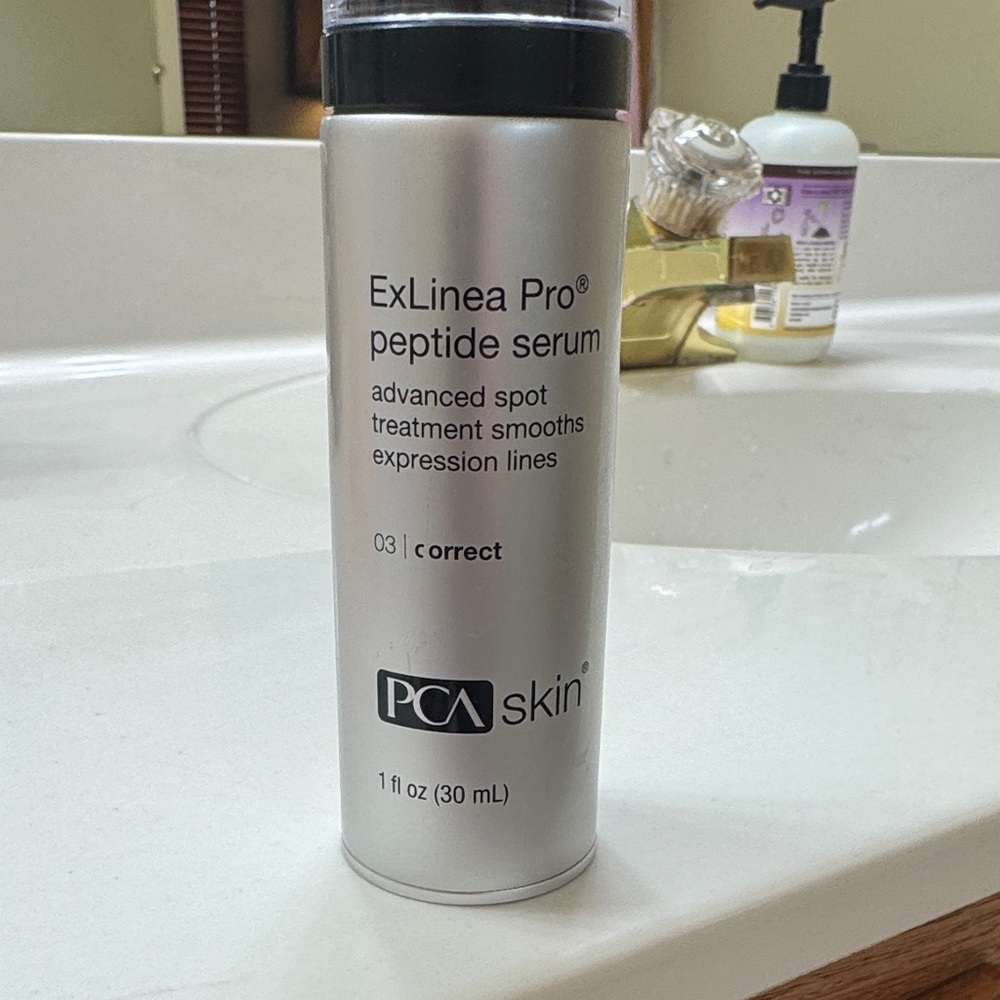 ExLinea Pro®
peptide serum
advanced spot
treatment smooths
expression lines
03 | correct
PCA skin®
1 fl oz (30 mL)